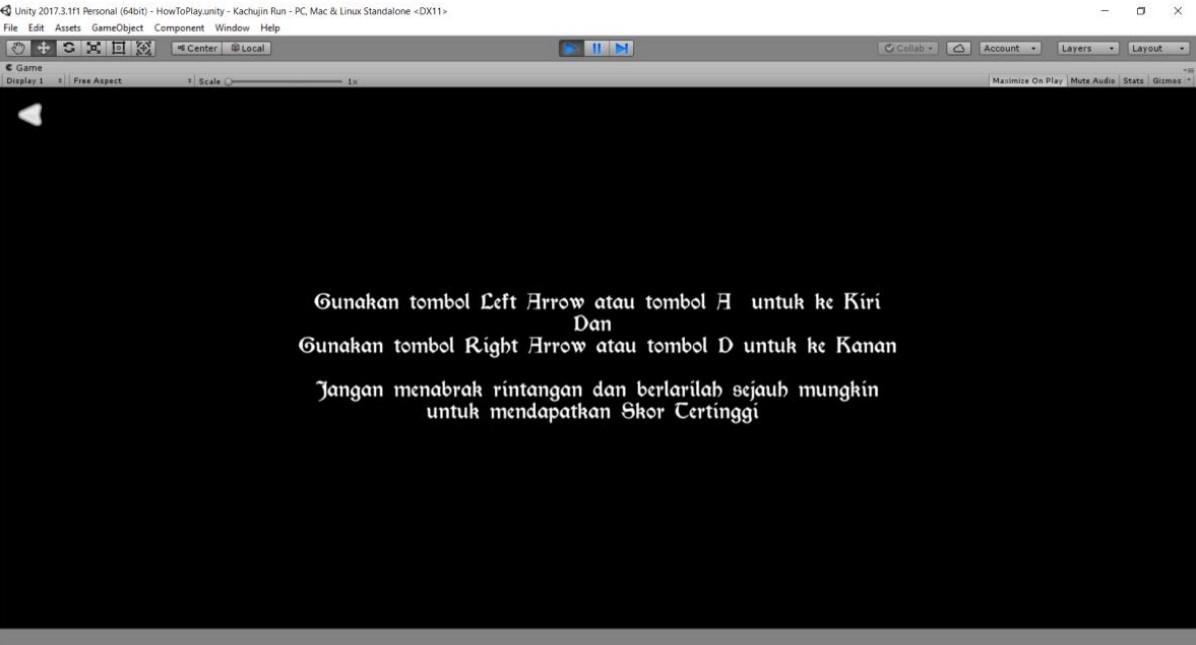 Unity 2017.3.1f1 Personal (64bit) - HowToPlay.unity - Kachujin Run - PC, Mac & Linux Standalone <DX11>
File Edit Assets GameObject Component Window Help
Center Local Collab Account Layers Layout
Game
Display 1 Free Aspect Scale 1x Maximize On Play Mute Audio Stats Gizmos
Gunakan tombol Left Arrow atau tombol A untuk ke Kiri
Dan
Gunakan tombol Right Arrow atau tombol D untuk ke Kanan
Jangan menabrak rintangan dan berlarilah sejauh mungkin
untuk mendapatkan Skor Tertinggi